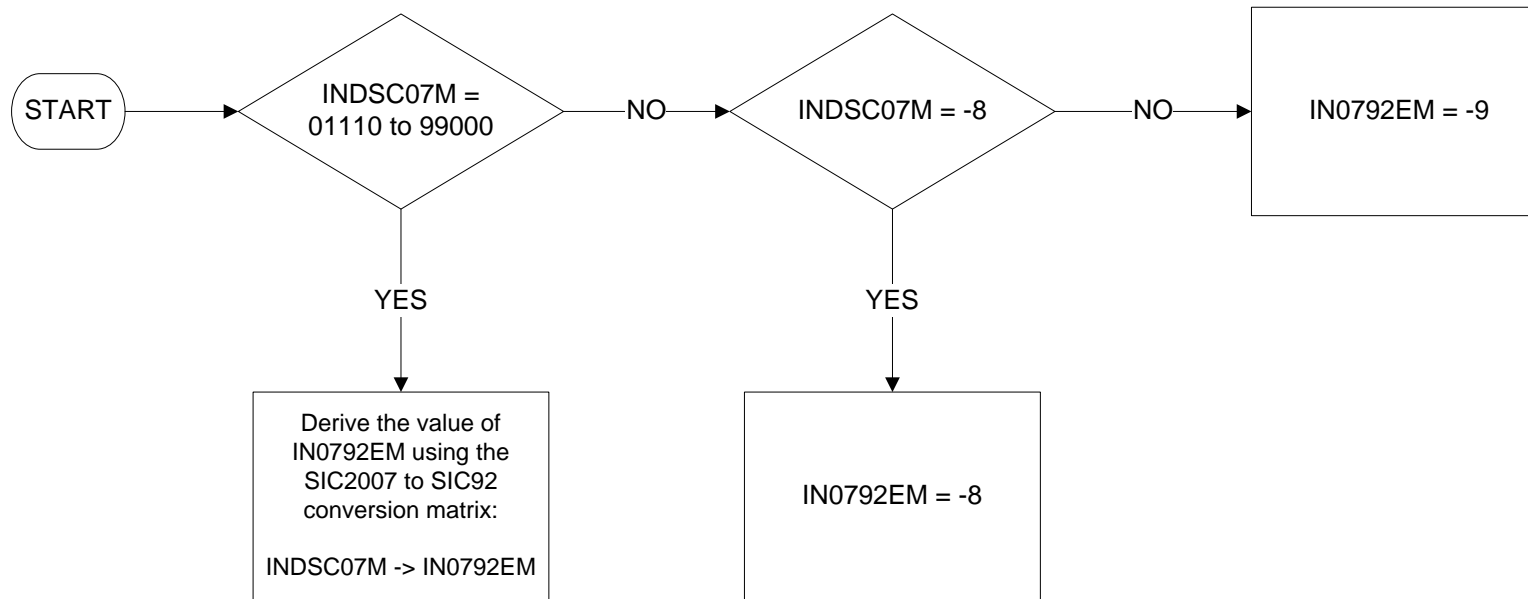 START
INDSC07M =
01110 to 99000
NO
INDSC07M = -8
NO
IN0792EM = -9
YES
YES
Derive the value of
IN0792EM using the
SIC2007 to SIC92
conversion matrix:
INDSC07M -> IN0792EM
IN0792EM = -8